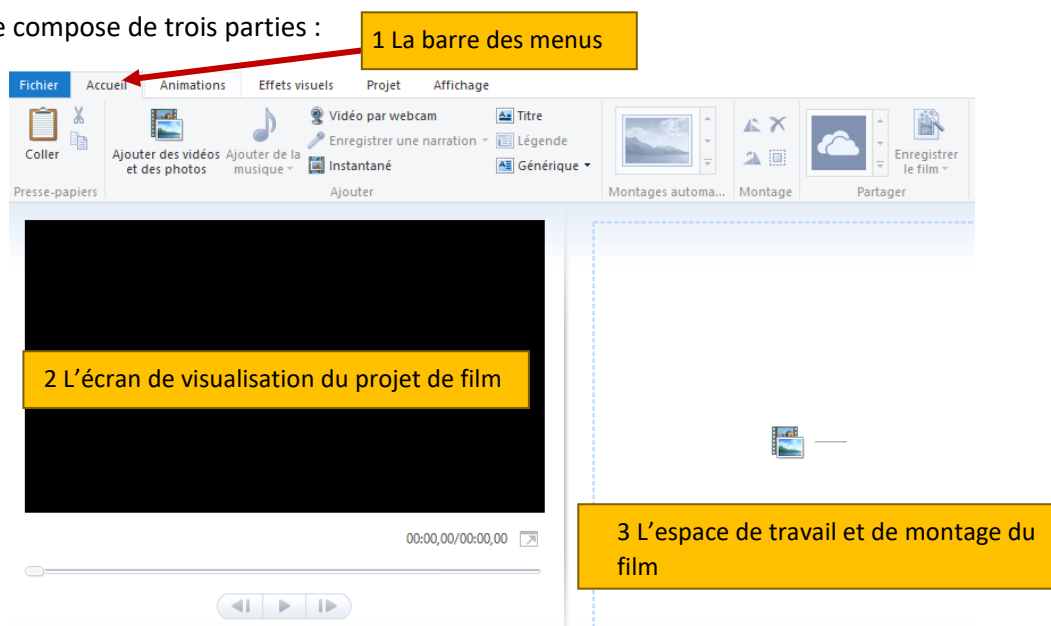 e compose de trois parties :
1 La barre des menus
Fichier Accueil Animations Effets visuels Projet Affichage
Coller
Ajouter des vidéos
et des photos
Ajouter de la
musique
Vidéo par webcam
Enregistrer une narration
Instantané
Titre
Légende
Générique
Enregistrer
le film
Presse-papiers Ajouter Montages automa... Montage Partager
2 L'écran de visualisation du projet de film
00:00,00/00:00,00
3 L'espace de travail et de montage du
film